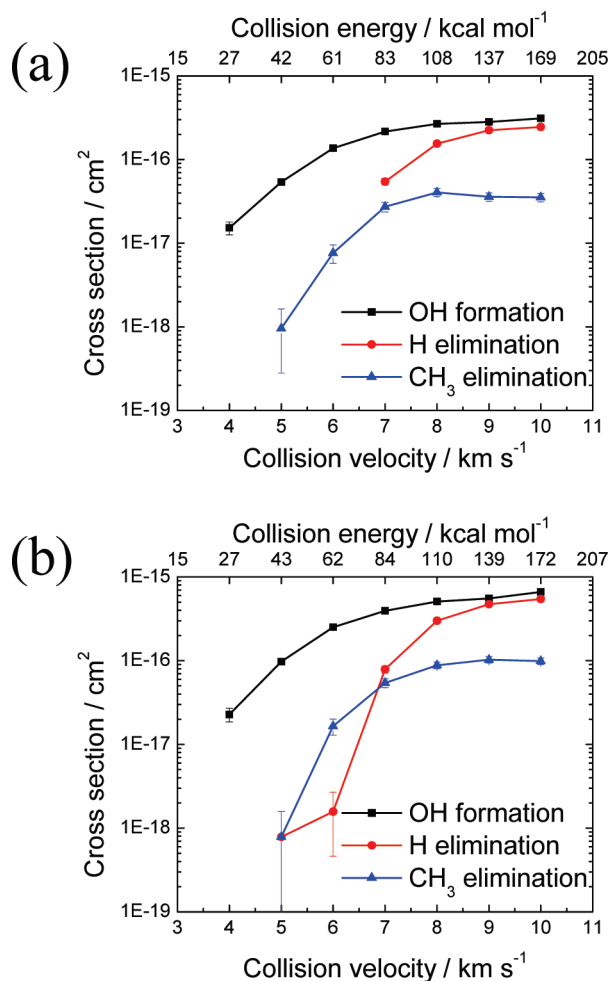 (a)
Collision energy / kcal mol⁻¹
15 27 42 61 83 108 137 169 205
1E-15
1E-16
1E-17
1E-18
1E-19
Cross section / cm²
OH formation
H elimination
CH₃ elimination
3 4 5 6 7 8 9 10 11
Collision velocity / km s⁻¹
(b)
Collision energy / kcal mol⁻¹
15 27 43 62 84 110 139 172 207
1E-15
1E-16
1E-17
1E-18
1E-19
Cross section / cm²
OH formation
H elimination
CH₃ elimination
3 4 5 6 7 8 9 10 11
Collision velocity / km s⁻¹